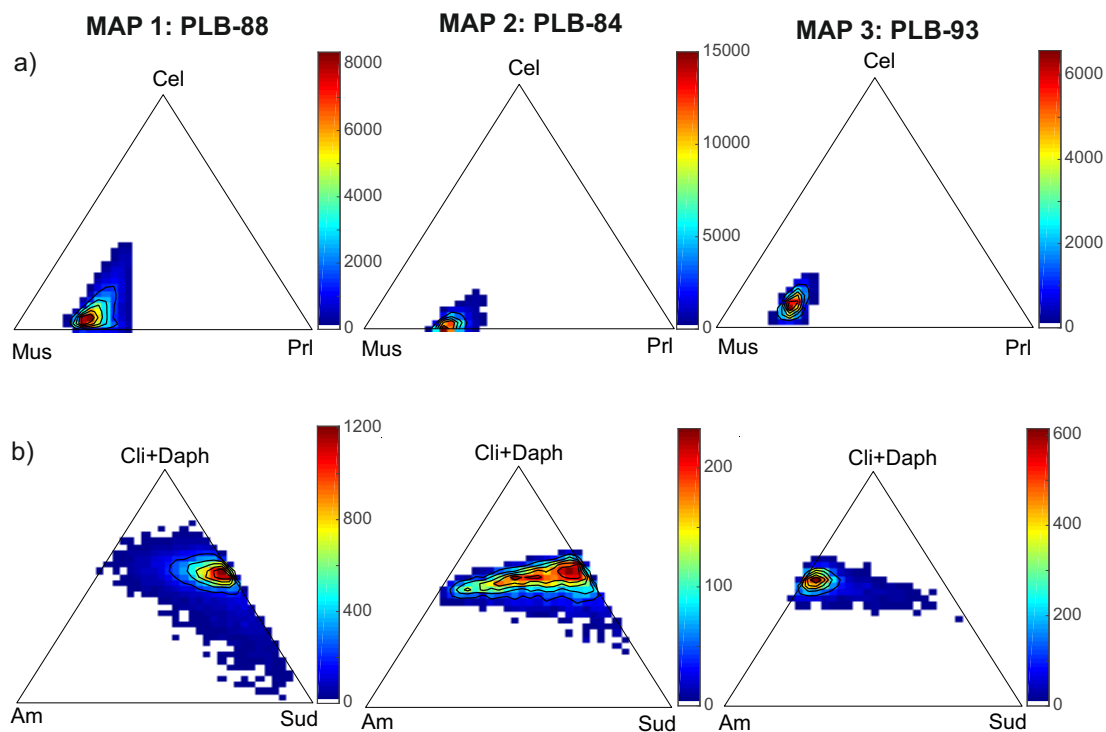 MAP 1: PLB-88
MAP 2: PLB-84
MAP 3: PLB-93
a)
Cel
8000
6000
4000
2000
0
Mus
Prl
Cel
15000
10000
5000
0
Mus
Prl
Cel
6000
4000
2000
0
Mus
Prl
b)
Cli+Daph
1200
800
400
0
Am
Sud
Cli+Daph
200
100
0
Am
Sud
Cli+Daph
600
400
200
0
Am
Sud